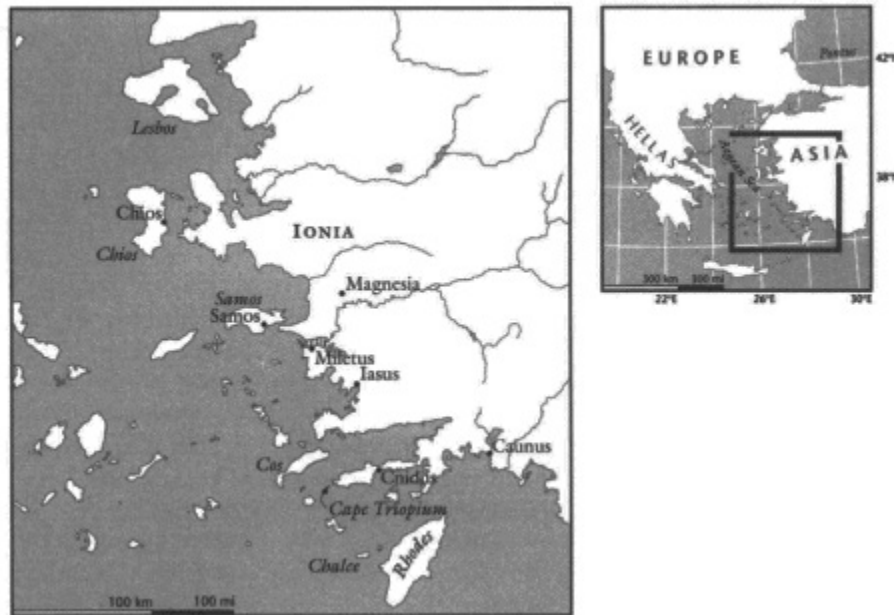 Lesbos
Chios
Chios
IONIA
Magnesia
Samos
Samos
Miletus
Iasus
Caunus
Cos
Cnidus
Cape Triopium
Chalce
Rhodes
100 km 100 mi
Pontus
42°
EUROPE
HELLAS
Aegean Sea
ASIA
38°
300 km 300 mi
22°E 26°E 30°E